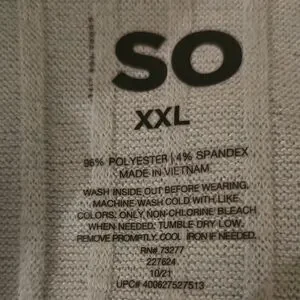 SO
XXL
96% POLYESTER | 4% SPANDEX
MADE IN VIETNAM
WASH INSIDE OUT BEFORE WEARING.
MACHINE WASH COLD WITH LIKE
COLORS. ONLY NON-CHLORINE BLEACH
WHEN NEEDED. TUMBLE DRY LOW.
REMOVE PROMPTLY. COOL IRON IF NEEDED.
RN# 73277
227624
10/21
UPC# 400627527513